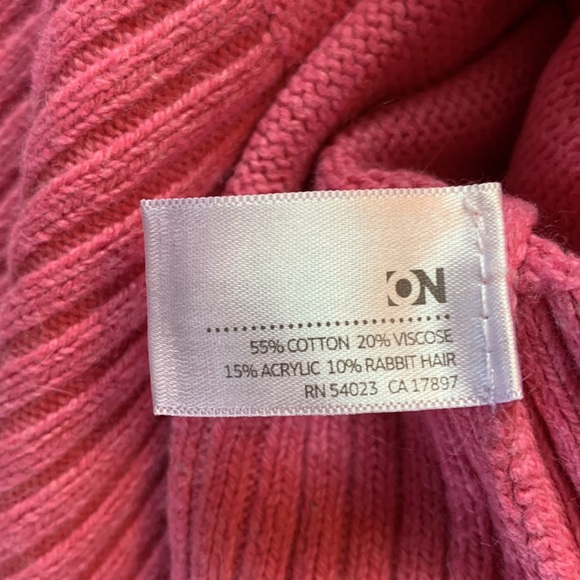 ON
55% COTTON 20% VISCOSE
15% ACRYLIC 10% RABBIT HAIR
RN 54023 CA 17897